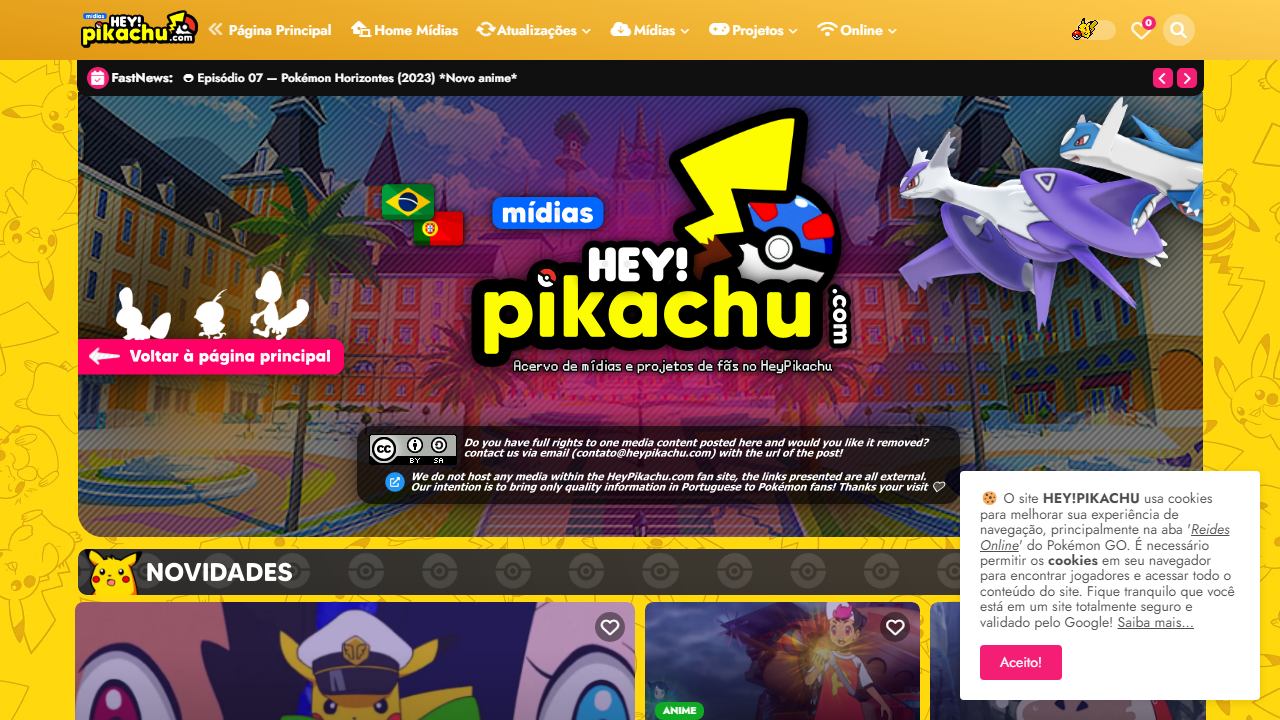 mídias
HEY!
pikachu
.com
Página Principal
Home Mídias
Atualizações
Mídias
Projetos
Online
0
FastNews:
Episódio 07 — Pokémon Horizontes (2023) *Novo anime*
mídias
HEY!
pikachu
.com
Acervo de mídias e projetos de fãs no HeyPikachu
Voltar à página principal
cc
BY SA
Do you have full rights to one media content posted here and would you like it removed?
contact us via email (contato@heypikachu.com) with the url of the post!
We do not host any media within the HeyPikachu.com fan site, the links presented are all external.
Our intention is to bring only quality information in Portuguese to Pokémon fans! Thanks your visit
NOVIDADES
ANIME
O site HEY!PIKACHU usa cookies
para melhorar sua experiência de
navegação, principalmente na aba 'Reides
Online' do Pokémon GO. É necessário
permitir os cookies em seu navegador
para encontrar jogadores e acessar todo o
conteúdo do site. Fique tranquilo que você
está em um site totalmente seguro e
validado pelo Google! Saiba mais...
Aceito!